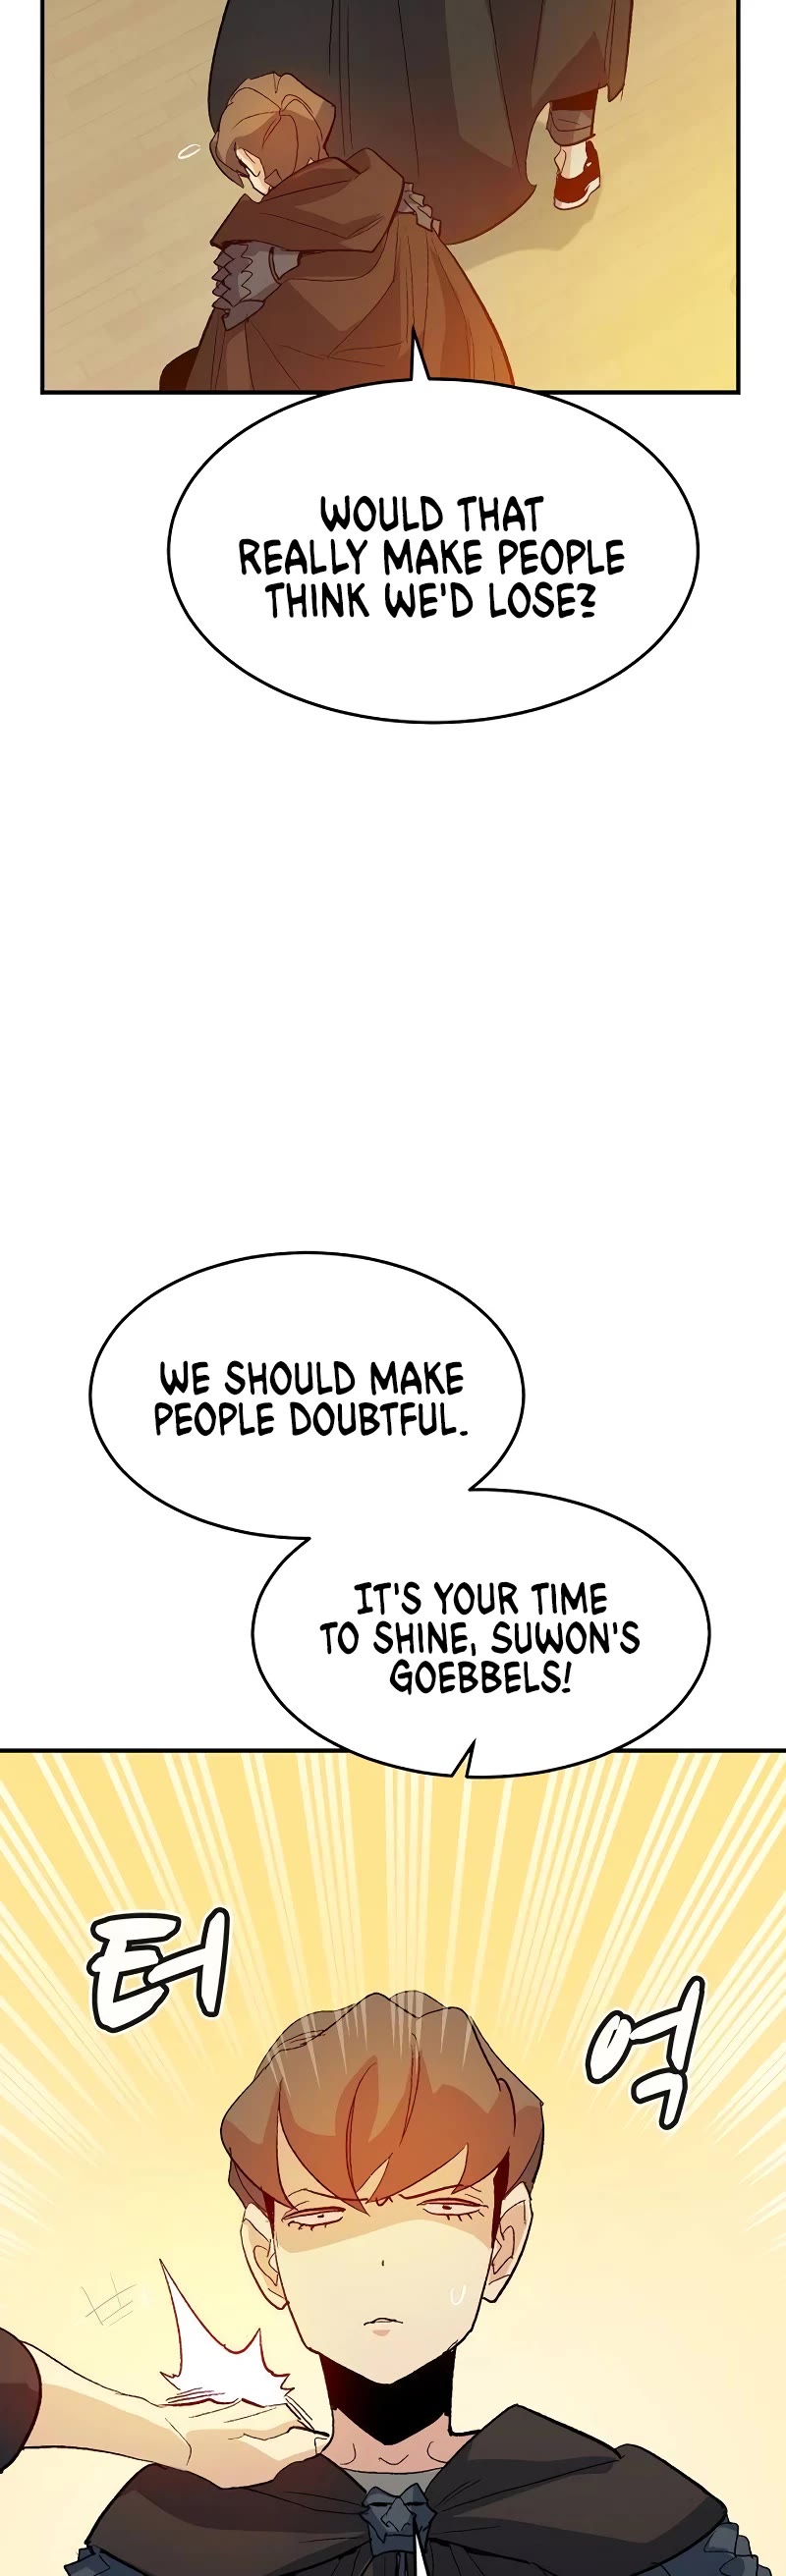 WOULD THAT
REALLY MAKE PEOPLE
THINK WE'D LOSE?
WE SHOULD MAKE
PEOPLE DOUBTFUL.
IT'S YOUR TIME
TO SHINE, SUWON'S
GOEBBELS!
터
억